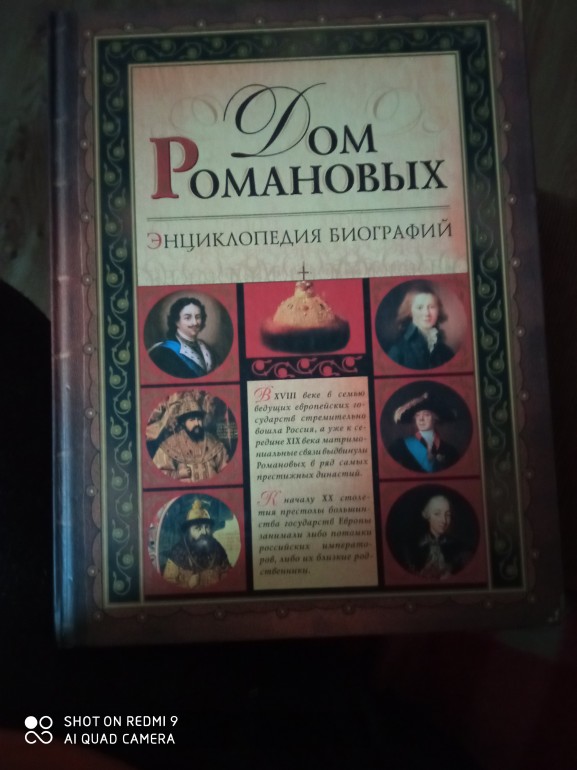 Дом
Романовых
Энциклопедия биографий
В XVIII веке в семью
ведущих европейских го-
сударств стремительно
вошла Россия, а уже к се-
редине XIX века матримо-
ниальные связи выдвинули
Романовых в ряд самых
престижных династий.
К началу XX столе-
тия престолы большин-
ства государств Европы
занимали либо потомки
российских императо-
ров, либо их близкие род-
ственники.
SHOT ON REDMI 9
AI QUAD CAMERA